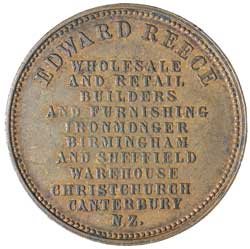 EDWARD REECE
WHOLESALE
AND RETAIL
BUILDERS
AND FURNISHING
IRONMONGER
BIRMINGHAM
AND SHEFFIELD
WAREHOUSE
CHRISTCHURCH
CANTERBURY
N.Z.